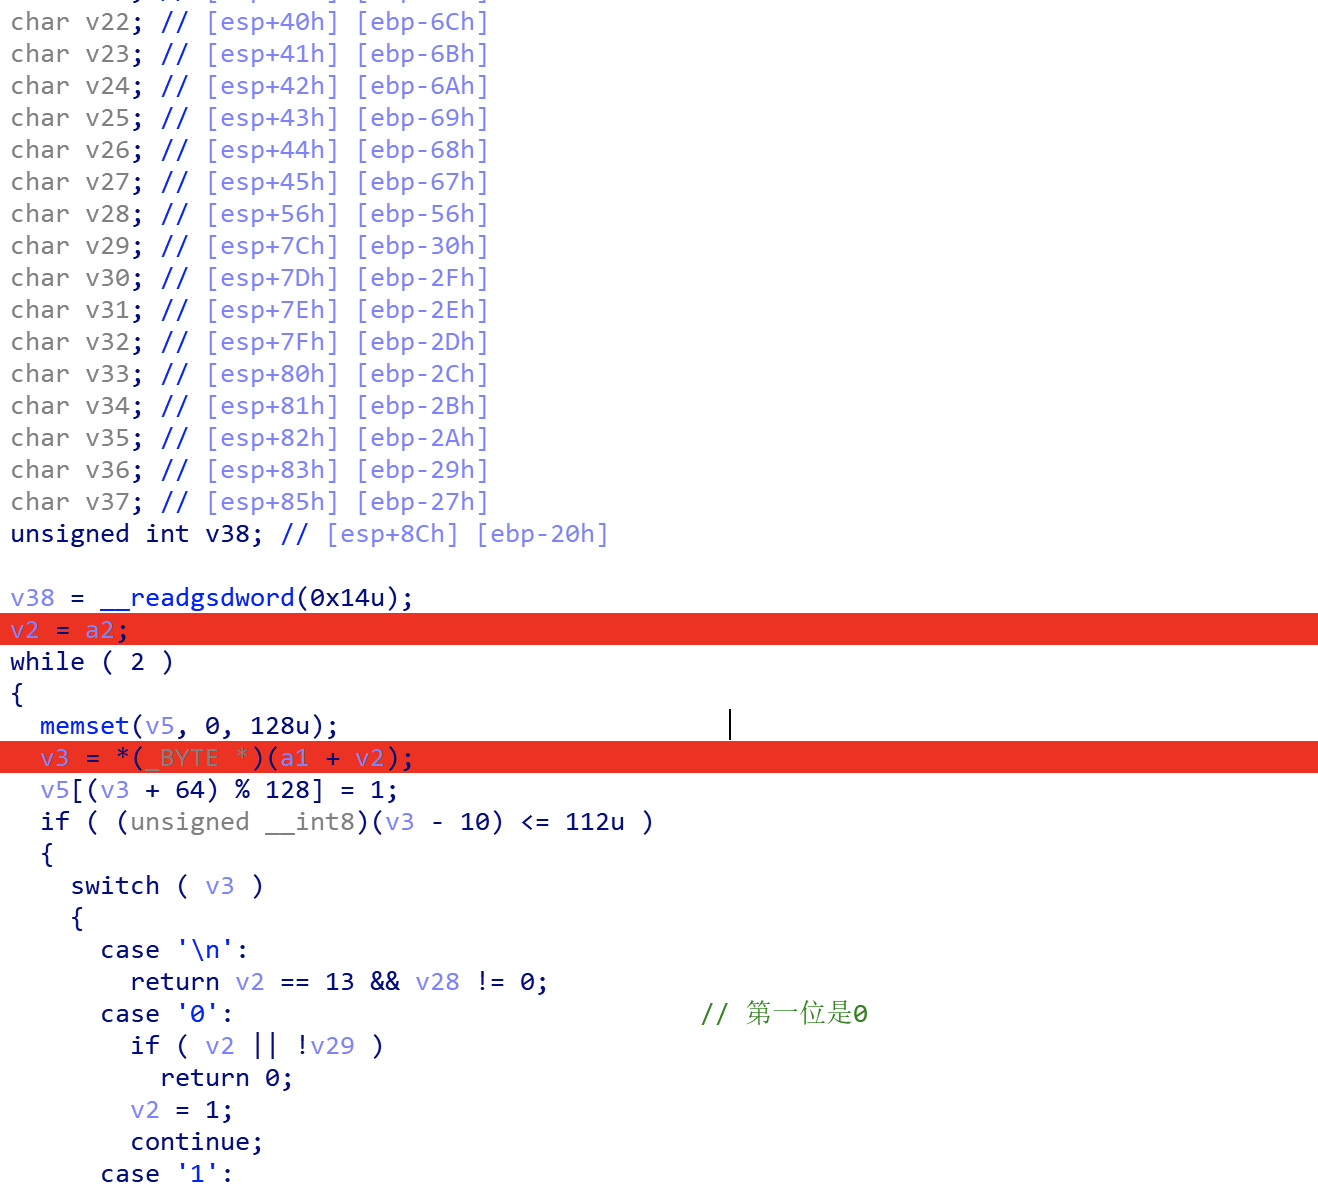 char v22; // [esp+40h] [ebp-6Ch]
char v23; // [esp+41h] [ebp-6Bh]
char v24; // [esp+42h] [ebp-6Ah]
char v25; // [esp+43h] [ebp-69h]
char v26; // [esp+44h] [ebp-68h]
char v27; // [esp+45h] [ebp-67h]
char v28; // [esp+56h] [ebp-56h]
char v29; // [esp+7Ch] [ebp-30h]
char v30; // [esp+7Dh] [ebp-2Fh]
char v31; // [esp+7Eh] [ebp-2Eh]
char v32; // [esp+7Fh] [ebp-2Dh]
char v33; // [esp+80h] [ebp-2Ch]
char v34; // [esp+81h] [ebp-2Bh]
char v35; // [esp+82h] [ebp-2Ah]
char v36; // [esp+83h] [ebp-29h]
char v37; // [esp+85h] [ebp-27h]
unsigned int v38; // [esp+8Ch] [ebp-20h]
v38 = __readgsdword(0x14u);
v2 = a2;
while ( 2 )
{
memset(v5, 0, 128u);
v3 = *(_BYTE *)(a1 + v2);
v5[(v3 + 64) % 128] = 1;
if ( (unsigned __int8)(v3 - 10) <= 112u )
{
switch ( v3 )
{
case '\n':
return v2 == 13 && v28 != 0;
case '0': // 第一位是0
if ( v2 || !v29 )
return 0;
v2 = 1;
continue;
case '1':